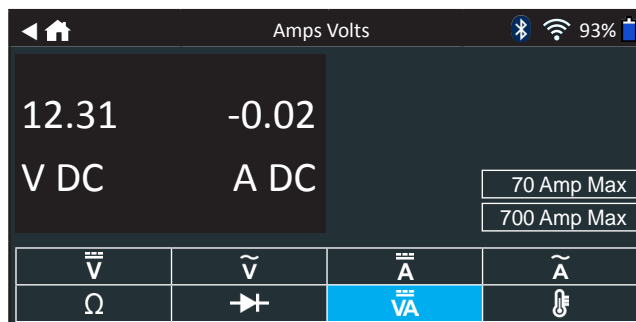 Amps Volts 93%
12.31 -0.02
V DC A DC
70 Amp Max
700 Amp Max
V Ṽ A Ã
Ω VA